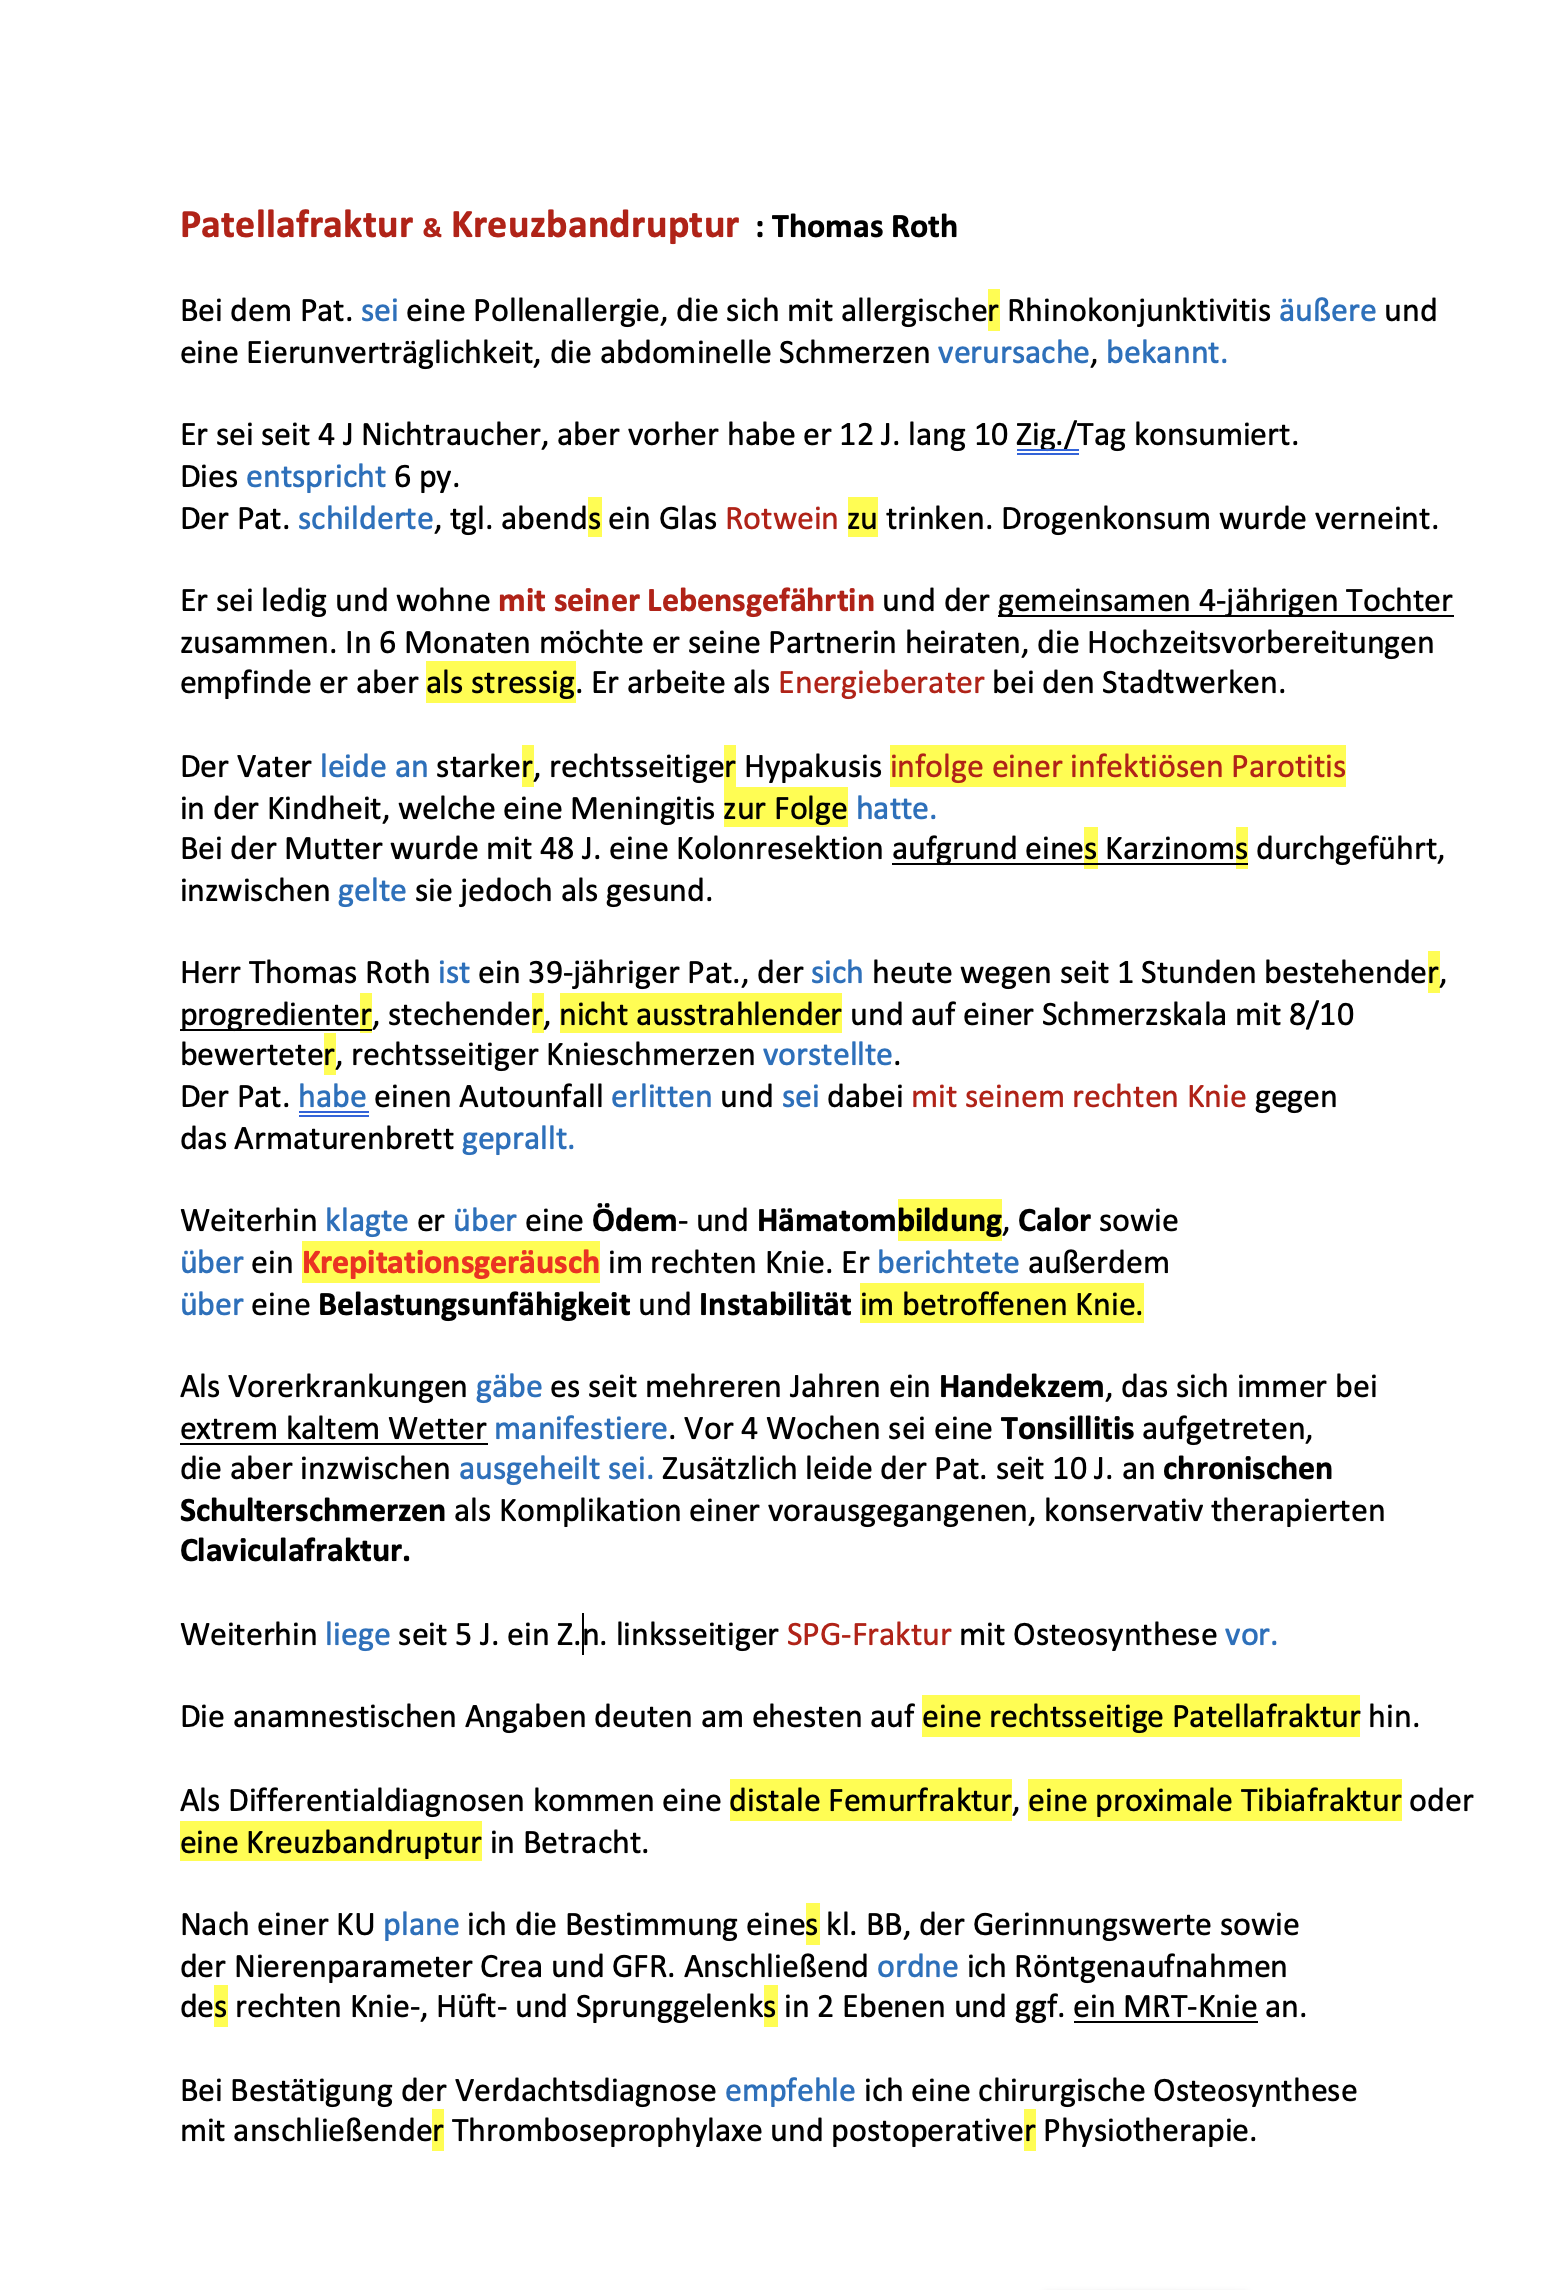 Patellafraktur & Kreuzbandruptur : Thomas Roth
Bei dem Pat. sei eine Pollenallergie, die sich mit allergischer Rhinokonjunktivitis äußere und
eine Eierunverträglichkeit, die abdominelle Schmerzen verursache, bekannt.
Er sei seit 4 J Nichtraucher, aber vorher habe er 12 J. lang 10 Zig./Tag konsumiert.
Dies entspricht 6 py.
Der Pat. schilderte, tgl. abends ein Glas Rotwein zu trinken. Drogenkonsum wurde verneint.
Er sei ledig und wohne mit seiner Lebensgefährtin und der gemeinsamen 4-jährigen Tochter
zusammen. In 6 Monaten möchte er seine Partnerin heiraten, die Hochzeitsvorbereitungen
empfinde er aber als stressig. Er arbeite als Energieberater bei den Stadtwerken.
Der Vater leide an starker, rechtsseitiger Hypakusis infolge einer infektiösen Parotitis
in der Kindheit, welche eine Meningitis zur Folge hatte.
Bei der Mutter wurde mit 48 J. eine Kolonresektion aufgrund eines Karzinoms durchgeführt,
inzwischen gelte sie jedoch als gesund.
Herr Thomas Roth ist ein 39-jähriger Pat., der sich heute wegen seit 1 Stunden bestehender,
progredienter, stechender, nicht ausstrahlender und auf einer Schmerzskala mit 8/10
bewerteter, rechtsseitiger Knieschmerzen vorstellte.
Der Pat. habe einen Autounfall erlitten und sei dabei mit seinem rechten Knie gegen
das Armaturenbrett geprallt.
Weiterhin klagte er über eine Ödem- und Hämatombildung, Calor sowie
über ein Krepitationsgeräusch im rechten Knie. Er berichtete außerdem
über eine Belastungsunfähigkeit und Instabilität im betroffenen Knie.
Als Vorerkrankungen gäbe es seit mehreren Jahren ein Handekzem, das sich immer bei
extrem kaltem Wetter manifestiere. Vor 4 Wochen sei eine Tonsillitis aufgetreten,
die aber inzwischen ausgeheilt sei. Zusätzlich leide der Pat. seit 10 J. an chronischen
Schulterschmerzen als Komplikation einer vorausgegangenen, konservativ therapierten
Claviculafraktur.
Weiterhin liege seit 5 J. ein Z.n. linksseitiger SPG-Fraktur mit Osteosynthese vor.
Die anamnestischen Angaben deuten am ehesten auf eine rechtsseitige Patellafraktur hin.
Als Differentialdiagnosen kommen eine distale Femurfraktur, eine proximale Tibiafraktur oder
eine Kreuzbandruptur in Betracht.
Nach einer KU plane ich die Bestimmung eines kl. BB, der Gerinnungswerte sowie
der Nierenparameter Crea und GFR. Anschließend ordne ich Röntgenaufnahmen
des rechten Knie-, Hüft- und Sprunggelenks in 2 Ebenen und ggf. ein MRT-Knie an.
Bei Bestätigung der Verdachtsdiagnose empfehle ich eine chirurgische Osteosynthese
mit anschließender Thromboseprophylaxe und postoperativer Physiotherapie.